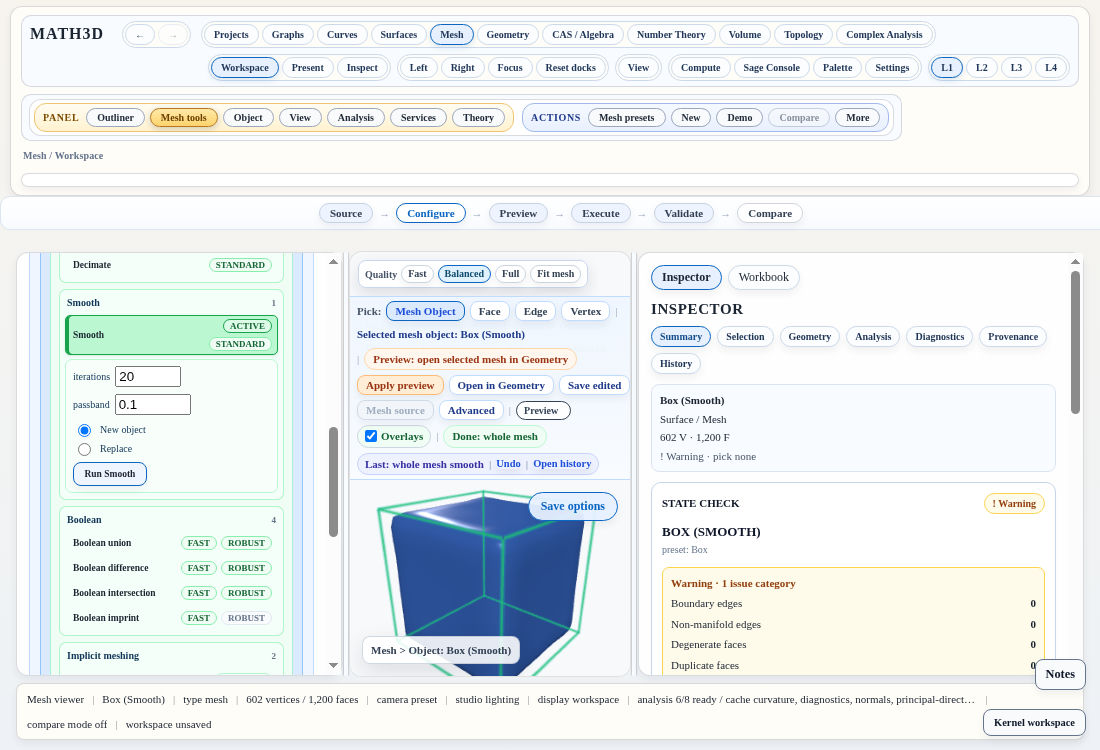 MATH3D ← → Projects Graphs Curves Surfaces Mesh Geometry CAS / Algebra Number Theory Volume Topology Complex Analysis
Workspace Present Inspect Left Right Focus Reset docks View Compute Sage Console Palette Settings L1 L2 L3 L4
PANEL Outliner Mesh tools Object View Analysis Services Theory ACTIONS Mesh presets New Demo Compare More
Mesh / Workspace
Source → Configure → Preview → Execute → Validate → Compare
Decimate STANDARD
Smooth 1
Smooth ACTIVE STANDARD
iterations 20
passband 0.1
New object
Replace
Run Smooth
Boolean 4
Boolean union FAST ROBUST
Boolean difference FAST ROBUST
Boolean intersection FAST ROBUST
Boolean imprint FAST ROBUST
Implicit meshing 2
Quality Fast Balanced Full Fit mesh
Pick: Mesh Object Face Edge Vertex |
Selected mesh object: Box (Smooth)
| Preview: open selected mesh in Geometry
Apply preview Open in Geometry Save edited
Mesh source Advanced | Preview
Overlays | Done: whole mesh
Last: whole mesh smooth | Undo | Open history
Save options
Mesh > Object: Box (Smooth)
Inspector Workbook
INSPECTOR
Summary Selection Geometry Analysis Diagnostics Provenance
History
Box (Smooth)
Surface / Mesh
602 V · 1,200 F
! Warning · pick none
STATE CHECK ! Warning
BOX (SMOOTH)
preset: Box
Warning · 1 issue category
Boundary edges 0
Non-manifold edges 0
Degenerate faces 0
Duplicate faces 0
Notes
Mesh viewer | Box (Smooth) | type mesh | 602 vertices / 1,200 faces | camera preset | studio lighting | display workspace | analysis 6/8 ready / cache curvature, diagnostics, normals, principal-direct… |
compare mode off | workspace unsaved
Kernel workspace